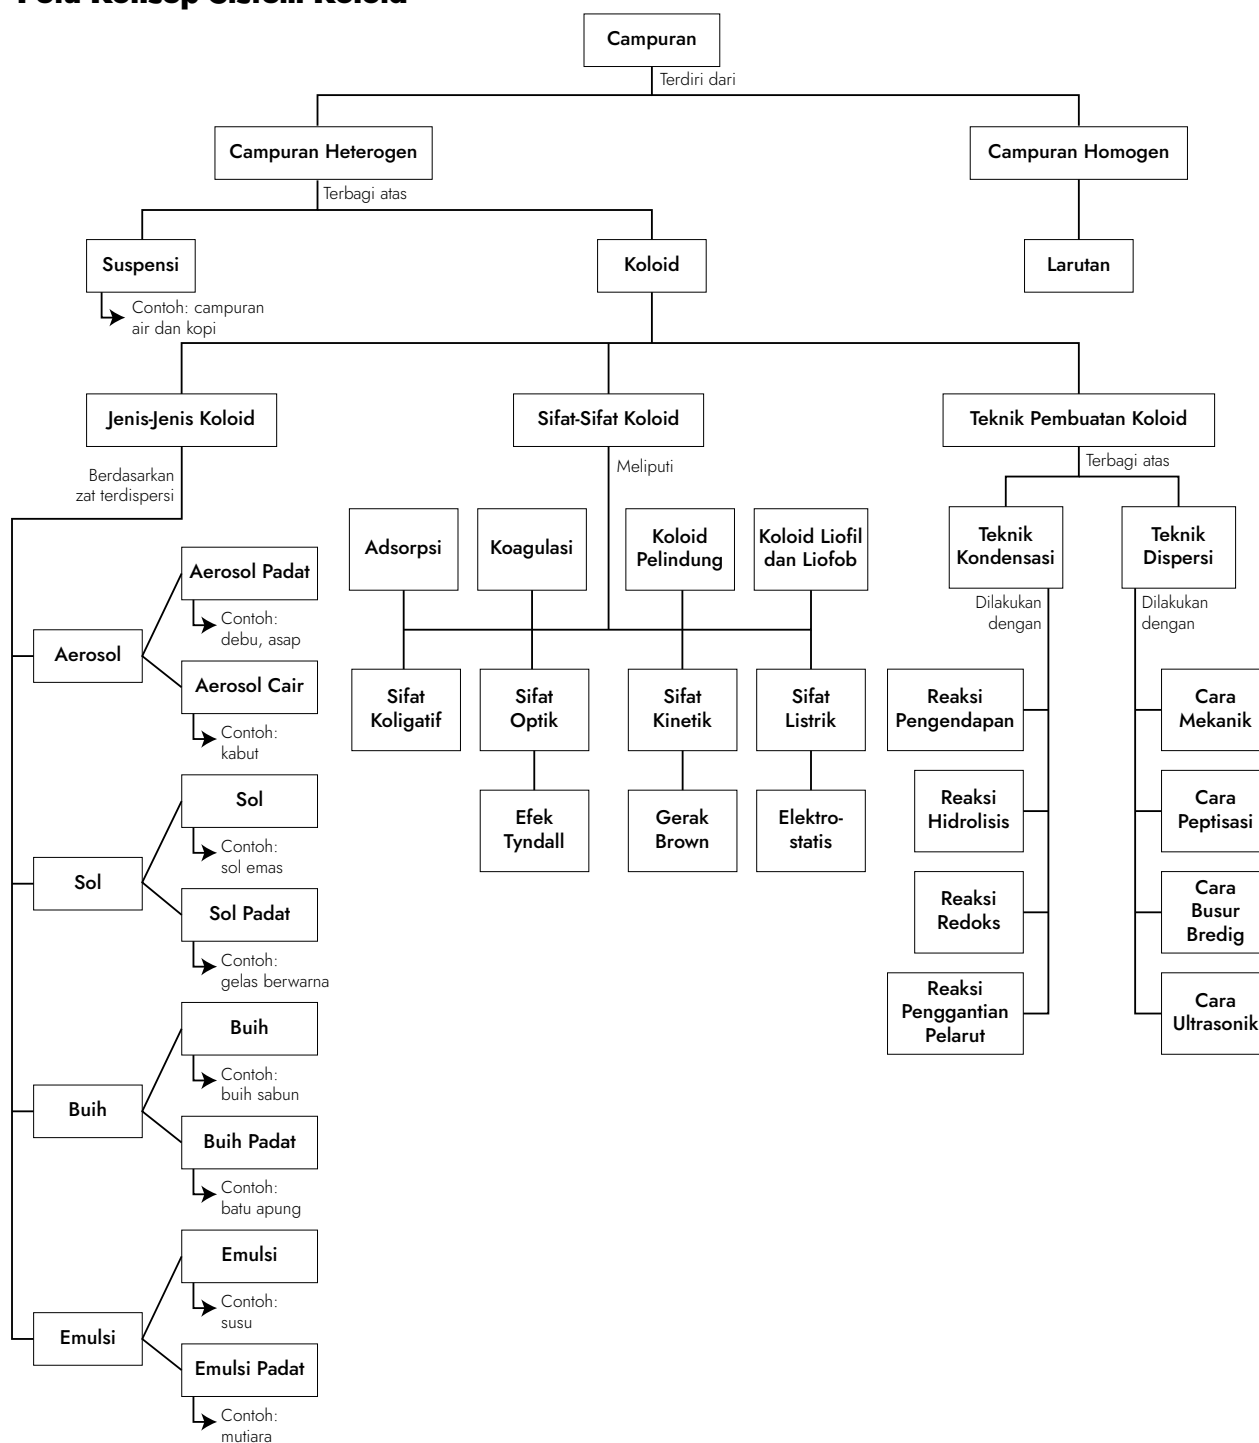 Peta Konsep Sistem Koloid
Campuran
Terdiri dari
Campuran Heterogen
Campuran Homogen
Terbagi atas
Suspensi
Koloid
Larutan
Contoh: campuran
air dan kopi
Jenis-Jenis Koloid
Sifat-Sifat Koloid
Teknik Pembuatan Koloid
Berdasarkan
zat terdispersi
Meliputi
Terbagi atas
Aerosol
Aerosol Padat
Contoh:
debu, asap
Aerosol Cair
Contoh:
kabut
Sol
Sol
Contoh:
sol emas
Sol Padat
Contoh:
gelas berwarna
Buih
Buih
Contoh:
buih sabun
Buih Padat
Contoh:
batu apung
Emulsi
Emulsi
Contoh:
susu
Emulsi Padat
Contoh:
mutiara
Adsorpsi
Koagulasi
Koloid
Pelindung
Koloid Liofil
dan Liofob
Sifat
Koligatif
Sifat
Optik
Sifat
Kinetik
Sifat
Listrik
Efek
Tyndall
Gerak
Brown
Elektro-
statis
Teknik
Kondensasi
Dilakukan
dengan
Reaksi
Pengendapan
Reaksi
Hidrolisis
Reaksi
Redoks
Reaksi
Penggantian
Pelarut
Teknik
Dispersi
Dilakukan
dengan
Cara
Mekanik
Cara
Peptisasi
Cara
Busur
Bredig
Cara
Ultrasonik